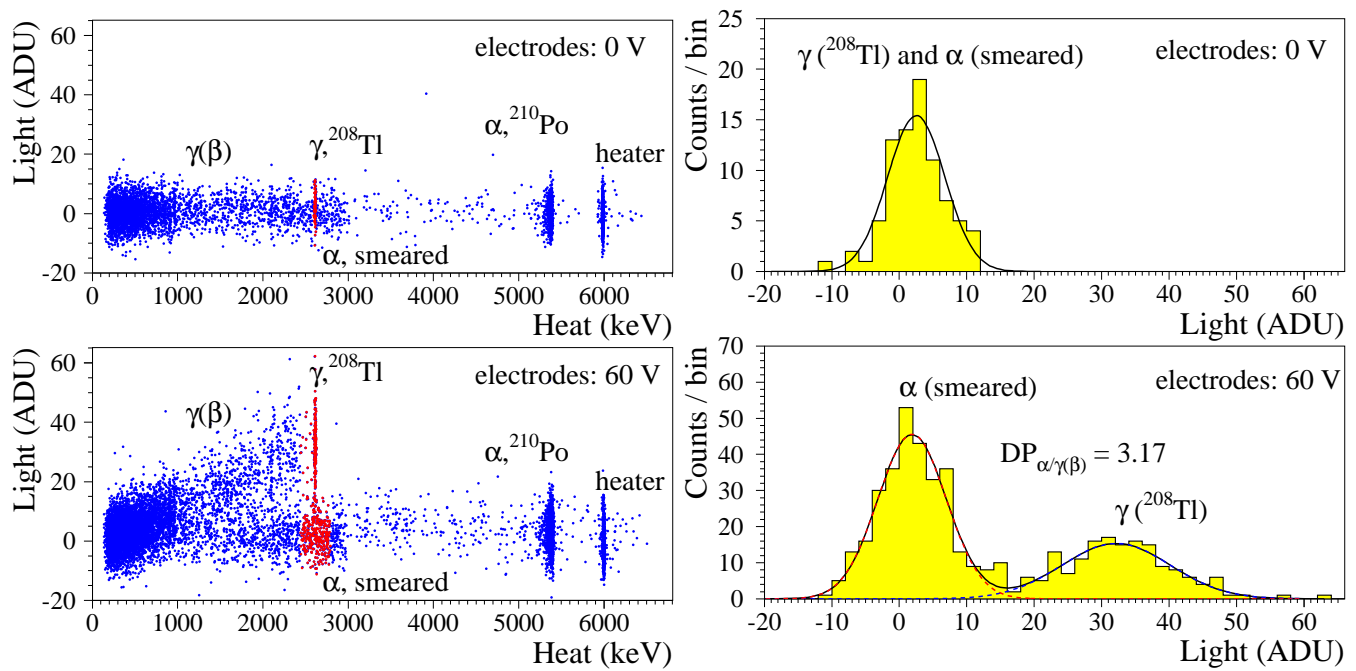 Light (ADU)
60
40
20
0
-20
electrodes: 0 V
γ(β)
γ, ²⁰⁸Tl
α, ²¹⁰Po
heater
α, smeared
0 1000 2000 3000 4000 5000 6000
Heat (keV)
Counts / bin
25
20
15
10
5
0
γ (²⁰⁸Tl) and α (smeared)
electrodes: 0 V
-20 -10 0 10 20 30 40 50 60
Light (ADU)
Light (ADU)
60
40
20
0
-20
γ, ²⁰⁸Tl
electrodes: 60 V
γ(β)
α, ²¹⁰Po
heater
α, smeared
0 1000 2000 3000 4000 5000 6000
Heat (keV)
Counts / bin
70
60
50
40
30
20
10
0
α (smeared)
electrodes: 60 V
DP α/γ(β) = 3.17
γ (²⁰⁸Tl)
-20 -10 0 10 20 30 40 50 60
Light (ADU)